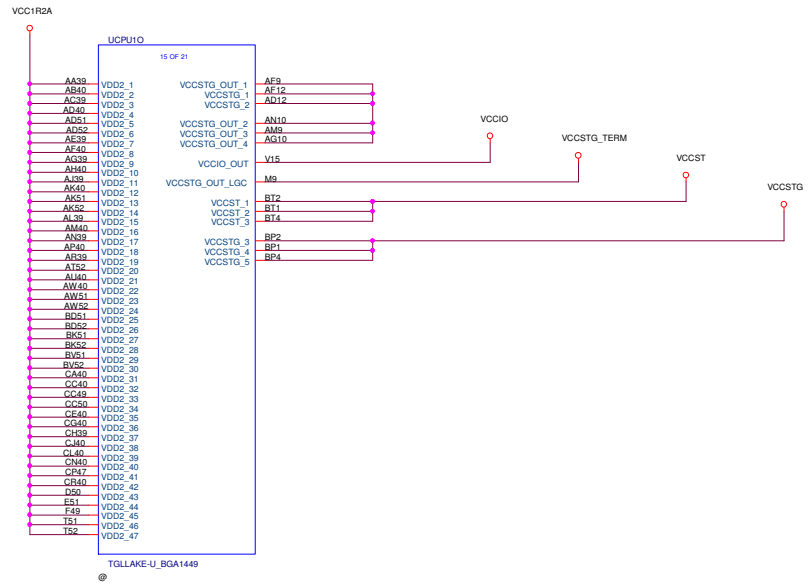 VCC1R2A
UCPU1O
15 OF 21
AA39 VDD2_1 VCCSTG_OUT_1 AF9
AB40 VDD2_2 VCCSTG_1 AF12
AC39 VDD2_3 VCCSTG_2 AD12
AD40 VDD2_4
AD51 VDD2_5 VCCSTG_OUT_2 AN10
AD52 VDD2_6 VCCSTG_OUT_3 AM9
AE39 VDD2_7 VCCSTG_OUT_4 AG10
VCCIO
AF40 VDD2_8
AG39 VDD2_9 VCCIO_OUT V15
VCCSTG_TERM
AH40 VDD2_10
AJ39 VDD2_11 VCCSTG_OUT_LGC M9
VCCST
AK40 VDD2_12
AK51 VDD2_13 VCCST_1 BT2
AK52 VDD2_14 VCCST_2 BT1
AL39 VDD2_15 VCCST_3 BT4
VCCSTG
AM40 VDD2_16
AN39 VDD2_17 VCCSTG_3 BP2
AP40 VDD2_18 VCCSTG_4 BP1
AR39 VDD2_19 VCCSTG_5 BP4
AT52 VDD2_20
AU40 VDD2_21
AW40 VDD2_22
AW51 VDD2_23
AW52 VDD2_24
BD51 VDD2_25
BD52 VDD2_26
BK51 VDD2_27
BK52 VDD2_28
BV51 VDD2_29
BV52 VDD2_30
CA40 VDD2_31
CC40 VDD2_32
CC49 VDD2_33
CC50 VDD2_34
CE40 VDD2_35
CG40 VDD2_36
CH39 VDD2_37
CJ40 VDD2_38
CL40 VDD2_39
CN40 VDD2_40
CP47 VDD2_41
CR40 VDD2_42
D50 VDD2_43
E51 VDD2_44
F49 VDD2_45
T51 VDD2_46
T52 VDD2_47
TGLLAKE-U_BGA1449
@